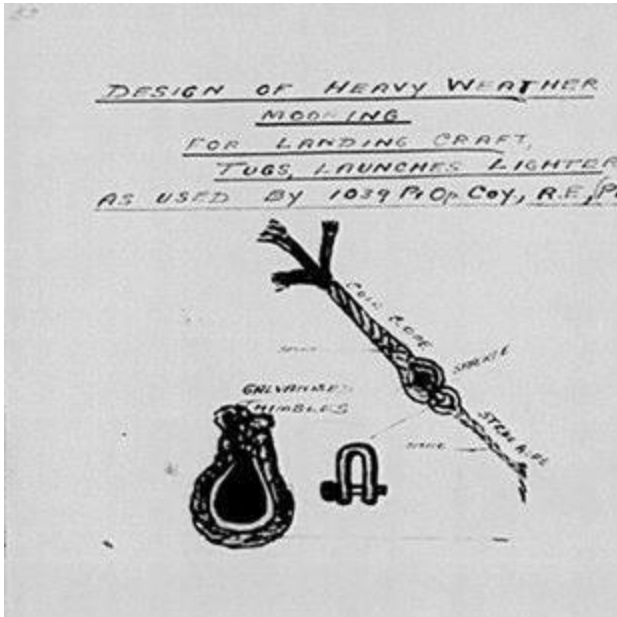 DESIGN OF HEAVY WEATHER
MOORING
FOR LANDING CRAFT,
TUGS, LAUNCHES LIGHTER
AS USED BY 1039 Pt Op Coy., R.E.,
COIR ROPE
SHACKLE
GALVANISED
THIMBLES
STEEL